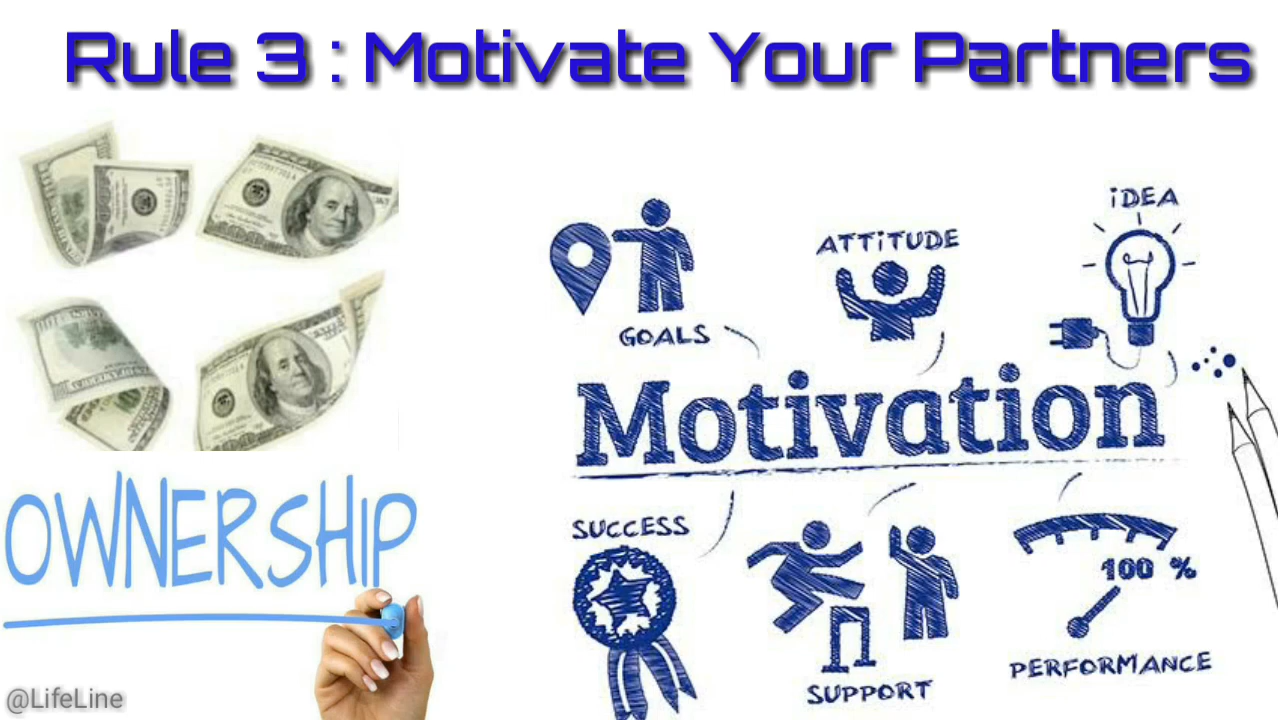 Rule 3 : Motivate Your Partners
iDEA
ATTiTUDE
GOALS
Motivation
SUCCESS
100 %
PERFORMANCE
SUPPORT
OWNERSHIP
@LifeLine